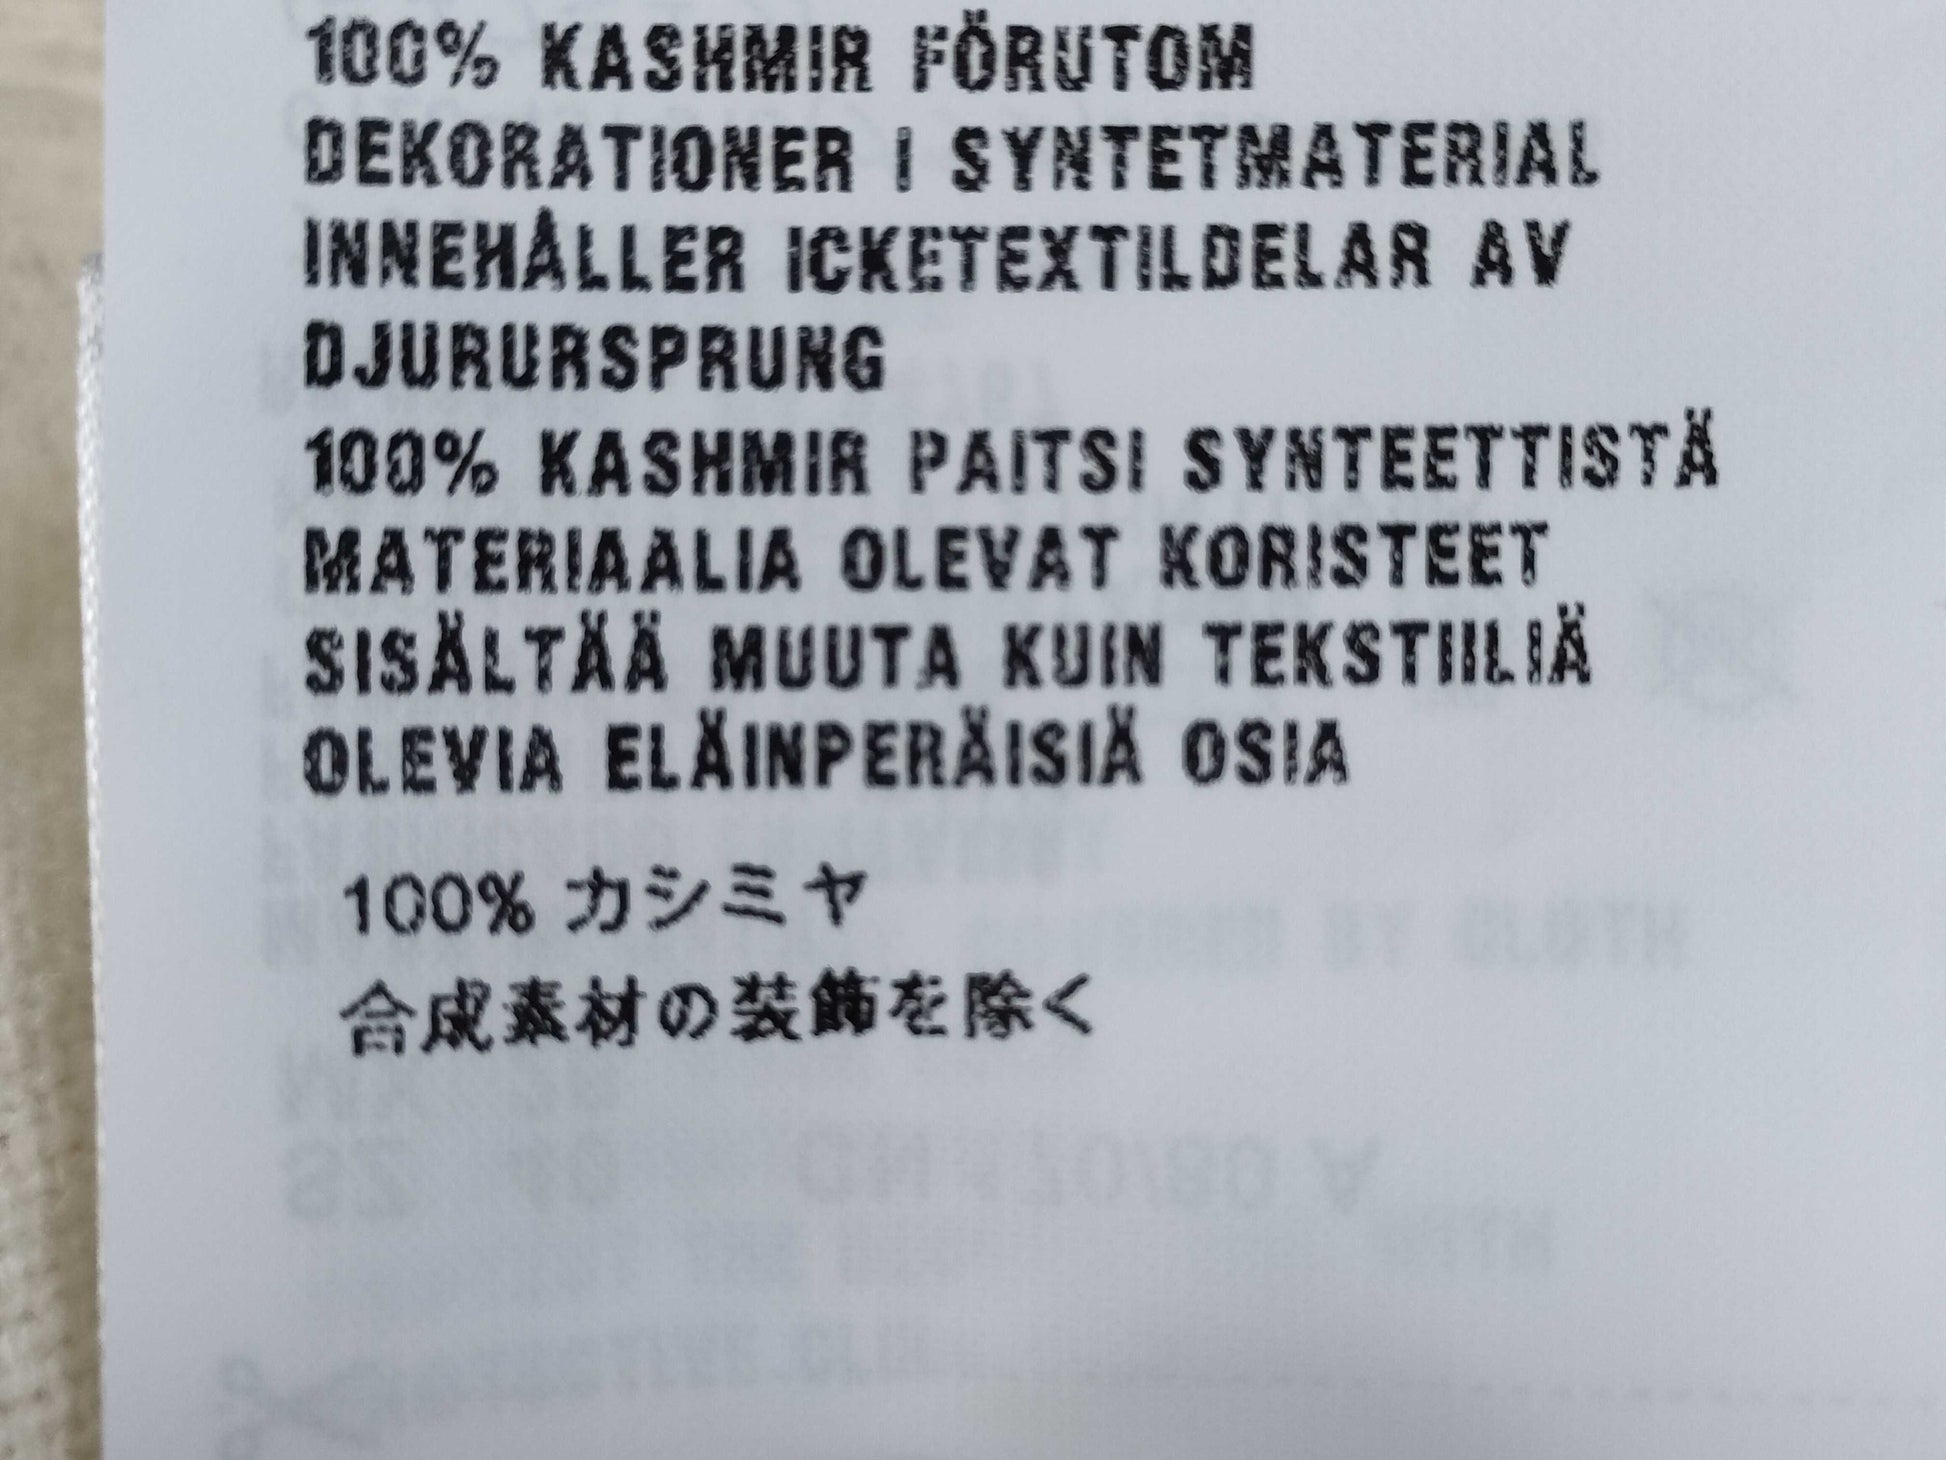 100% KASHMIR FÖRUTOM
DEKORATIONER I SYNTETMATERIAL
INNEHÅLLER ICKETEXTILDELAR AV
DJURURSPRUNG
100% KASHMIR PAITSI SYNTEETTISTÄ
MATERIAALIA OLEVAT KORISTEET
SISÄLTÄÄ MUUTA KUIN TEKSTIILIÄ
OLEVIA ELÄINPERÄISIÄ OSIA
100% カシミヤ
合成素材の装飾を除く
BY CLOTH